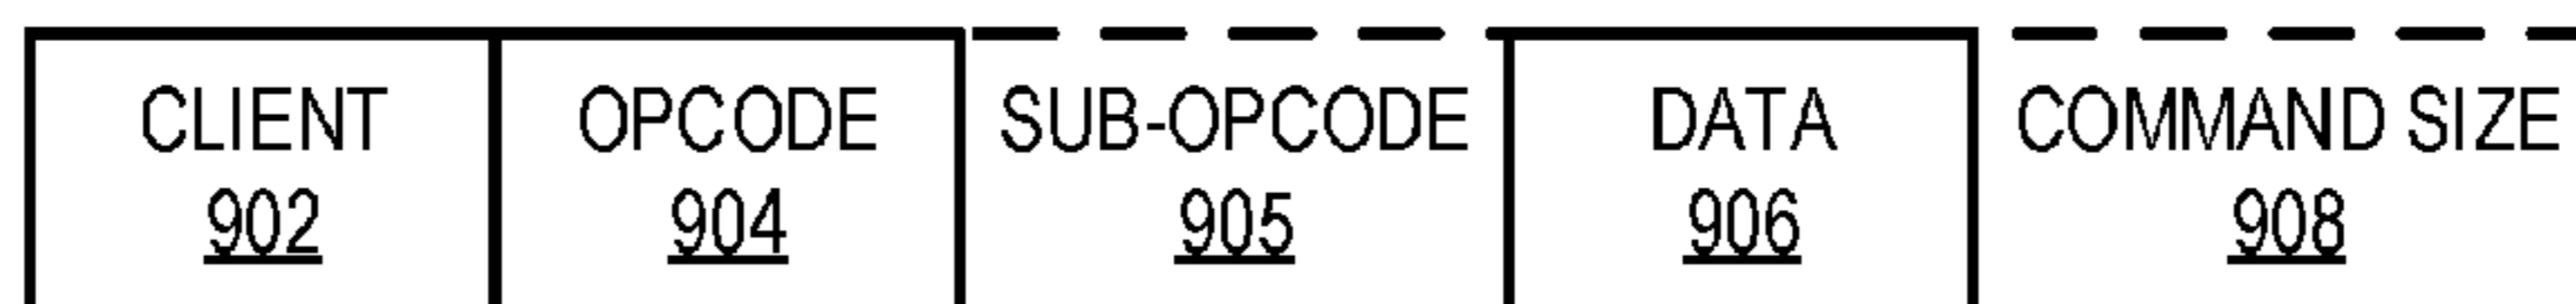 CLIENT OPCODE SUB-OPCODE DATA COMMAND SIZE
902 904 905 906 908